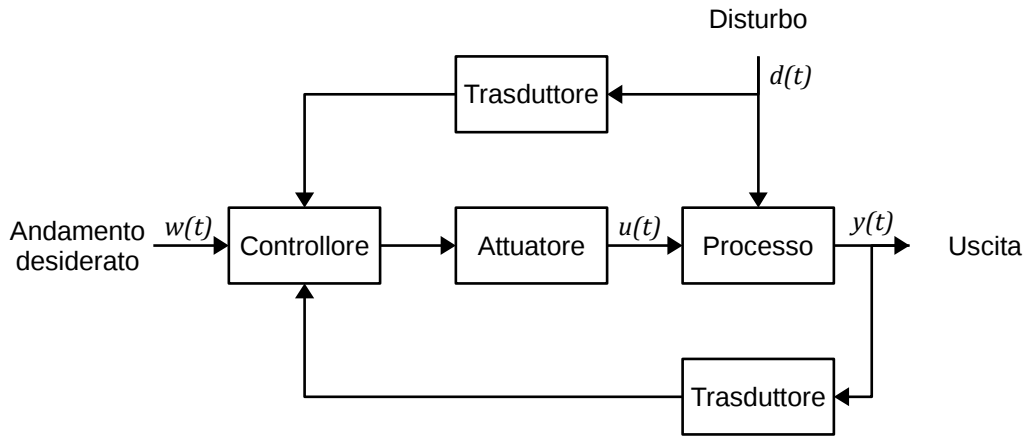 Disturbo
d(t)
Trasduttore
Andamento
desiderato
w(t)
Controllore
Attuatore
u(t)
Processo
y(t)
Uscita
Trasduttore